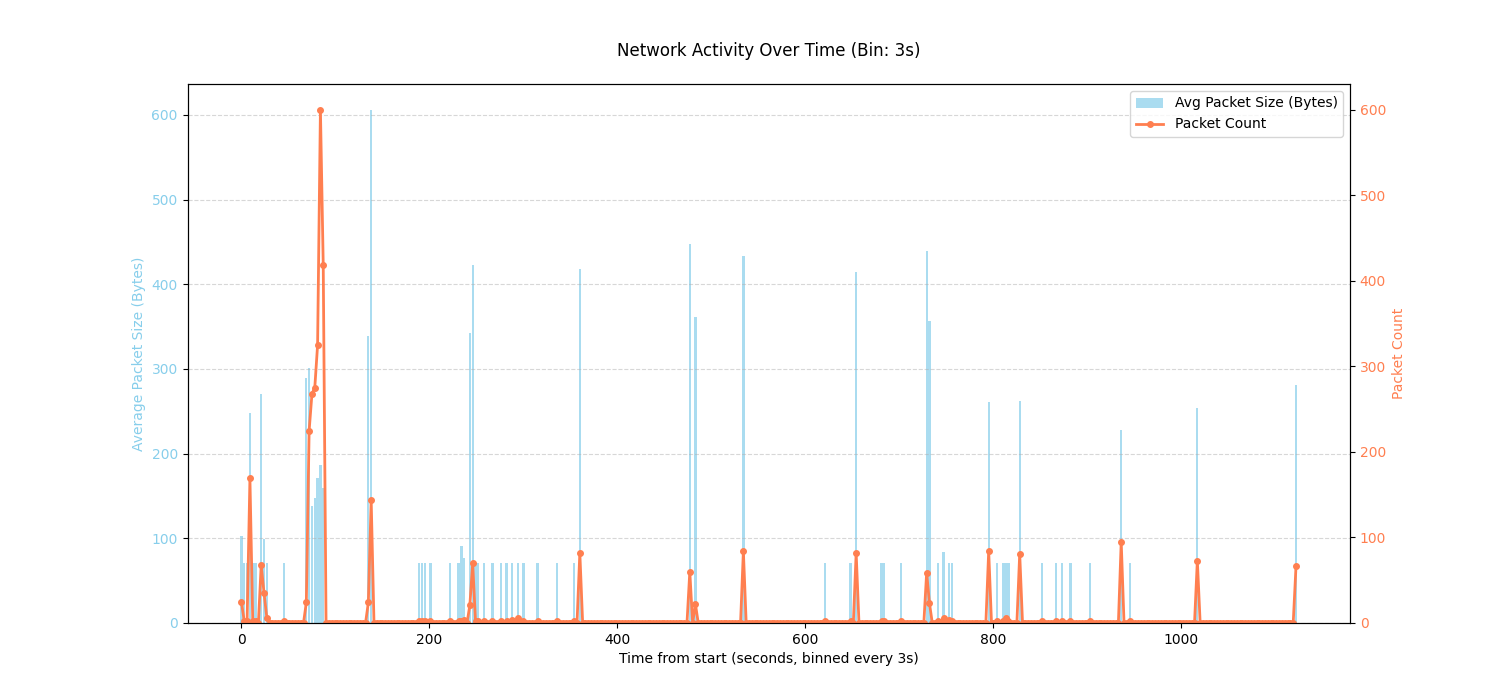 Network Activity Over Time (Bin: 3s)
Avg Packet Size (Bytes)
Packet Count
Average Packet Size (Bytes)
600
500
400
300
200
100
0
600
500
400
300
200
100
0
Packet Count
0 200 400 600 800 1000
Time from start (seconds, binned every 3s)